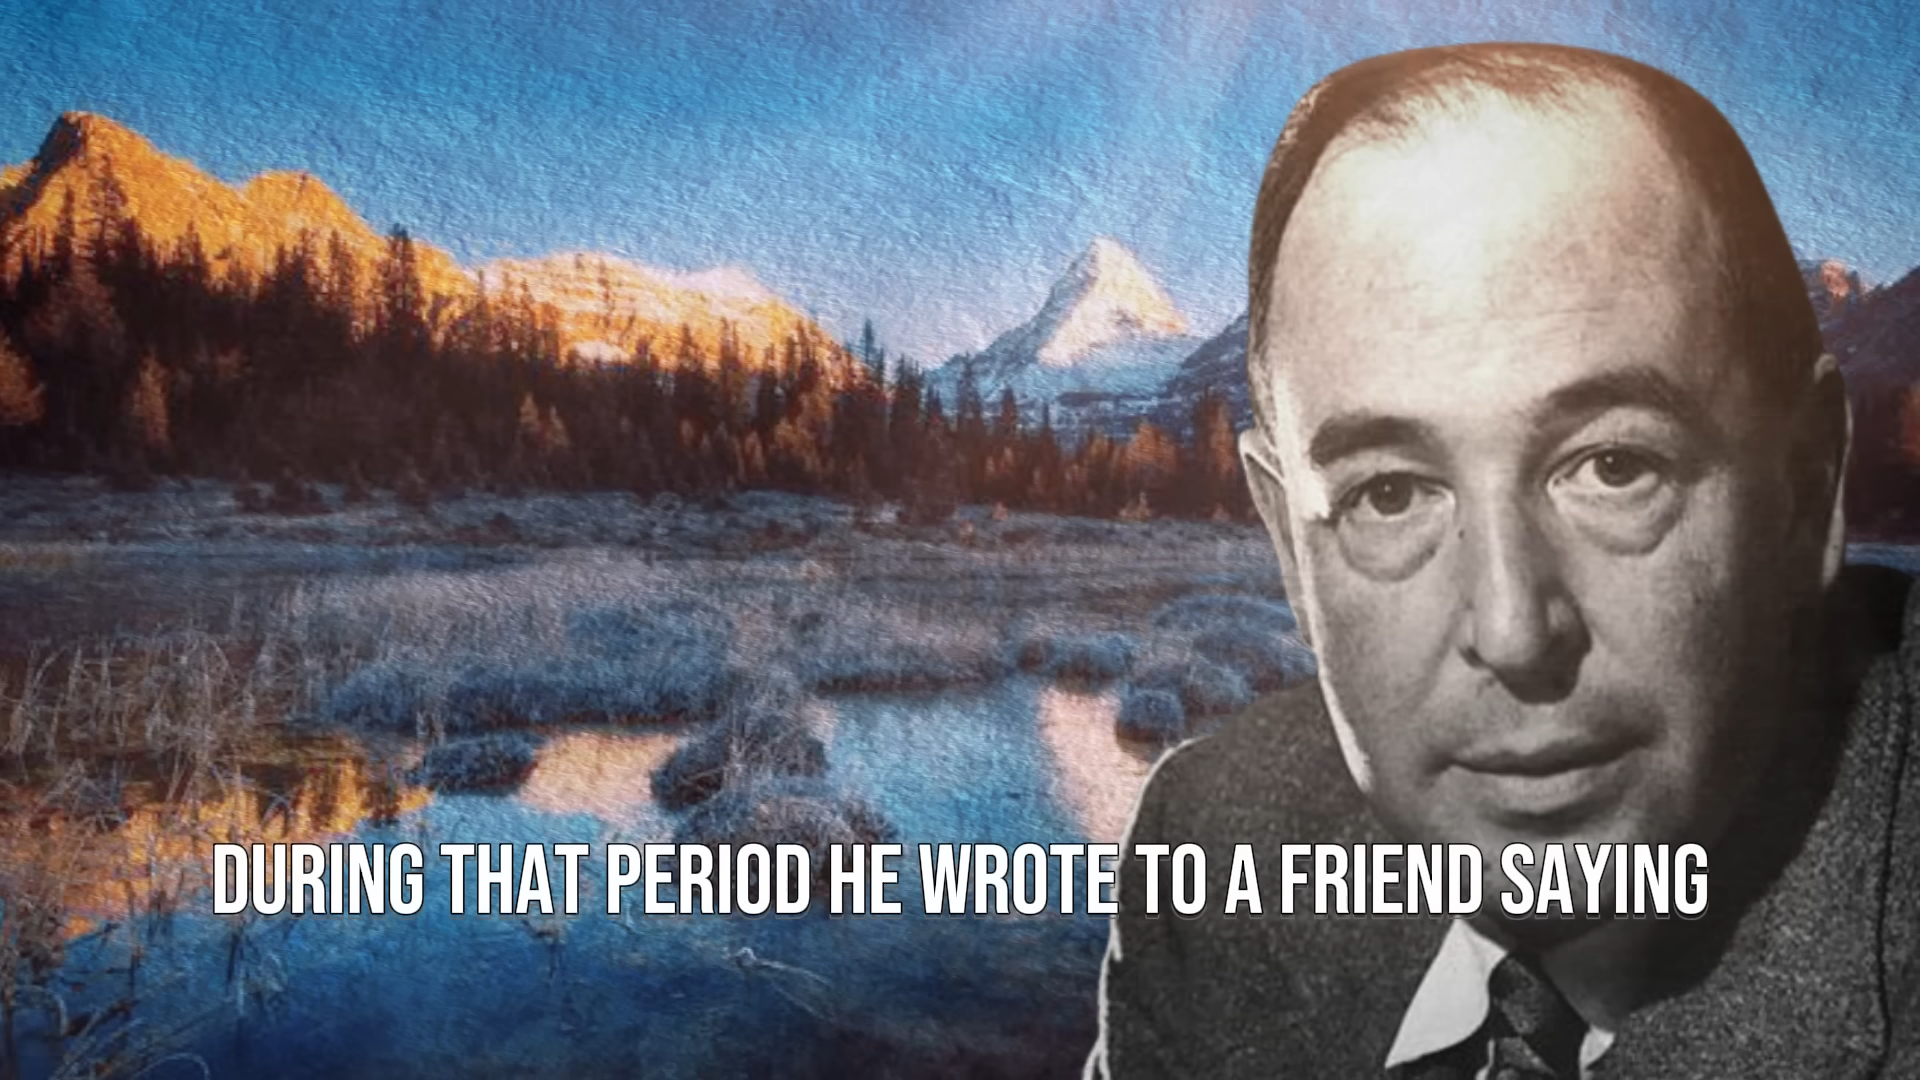 DURING THAT PERIOD HE WROTE TO A FRIEND SAYING